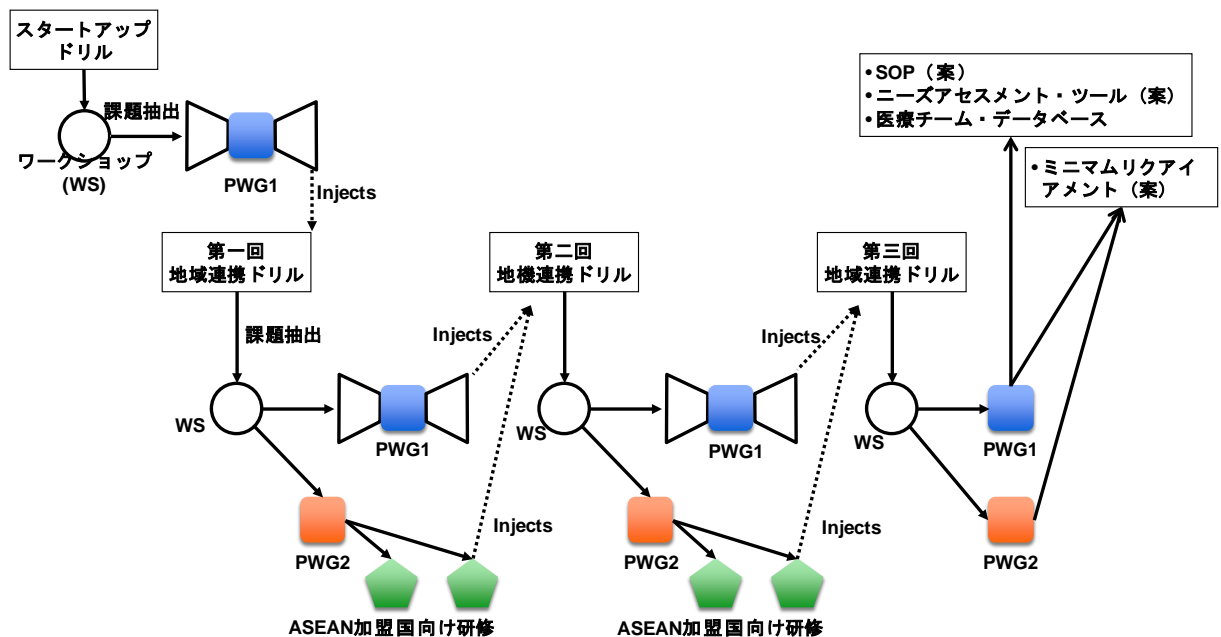 スタートアップ
ドリル
課題抽出
ワークショップ
(WS)
PWG1
Injects
• SOP（案）
• ニーズアセスメント・ツール（案）
• 医療チーム・データベース
• ミニマムリクアイ
アメント（案）
第一回
地域連携ドリル
第二回
地機連携ドリル
第三回
地域連携ドリル
課題抽出
Injects
Injects
WS
PWG1
WS
PWG1
WS
PWG1
PWG2
Injects
PWG2
Injects
PWG2
ASEAN加盟国向け研修
ASEAN加盟国向け研修